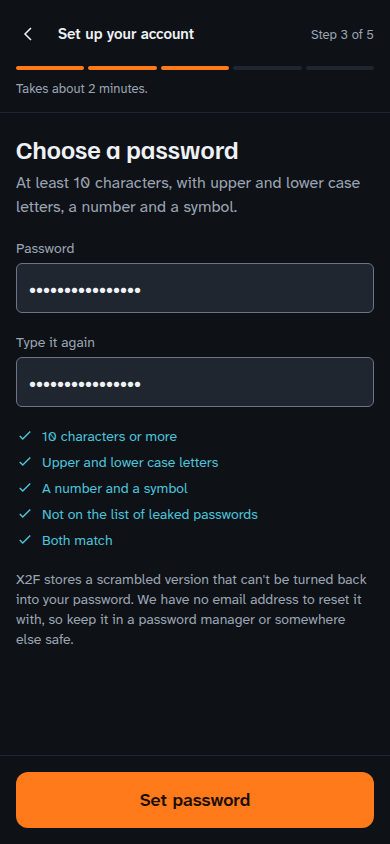 Set up your account
Step 3 of 5
Takes about 2 minutes.
Choose a password
At least 10 characters, with upper and lower case
letters, a number and a symbol.
Password
••••••••••••••••
Type it again
••••••••••••••••
10 characters or more
Upper and lower case letters
A number and a symbol
Not on the list of leaked passwords
Both match
X2F stores a scrambled version that can't be turned back
into your password. We have no email address to reset it
with, so keep it in a password manager or somewhere
else safe.
Set password